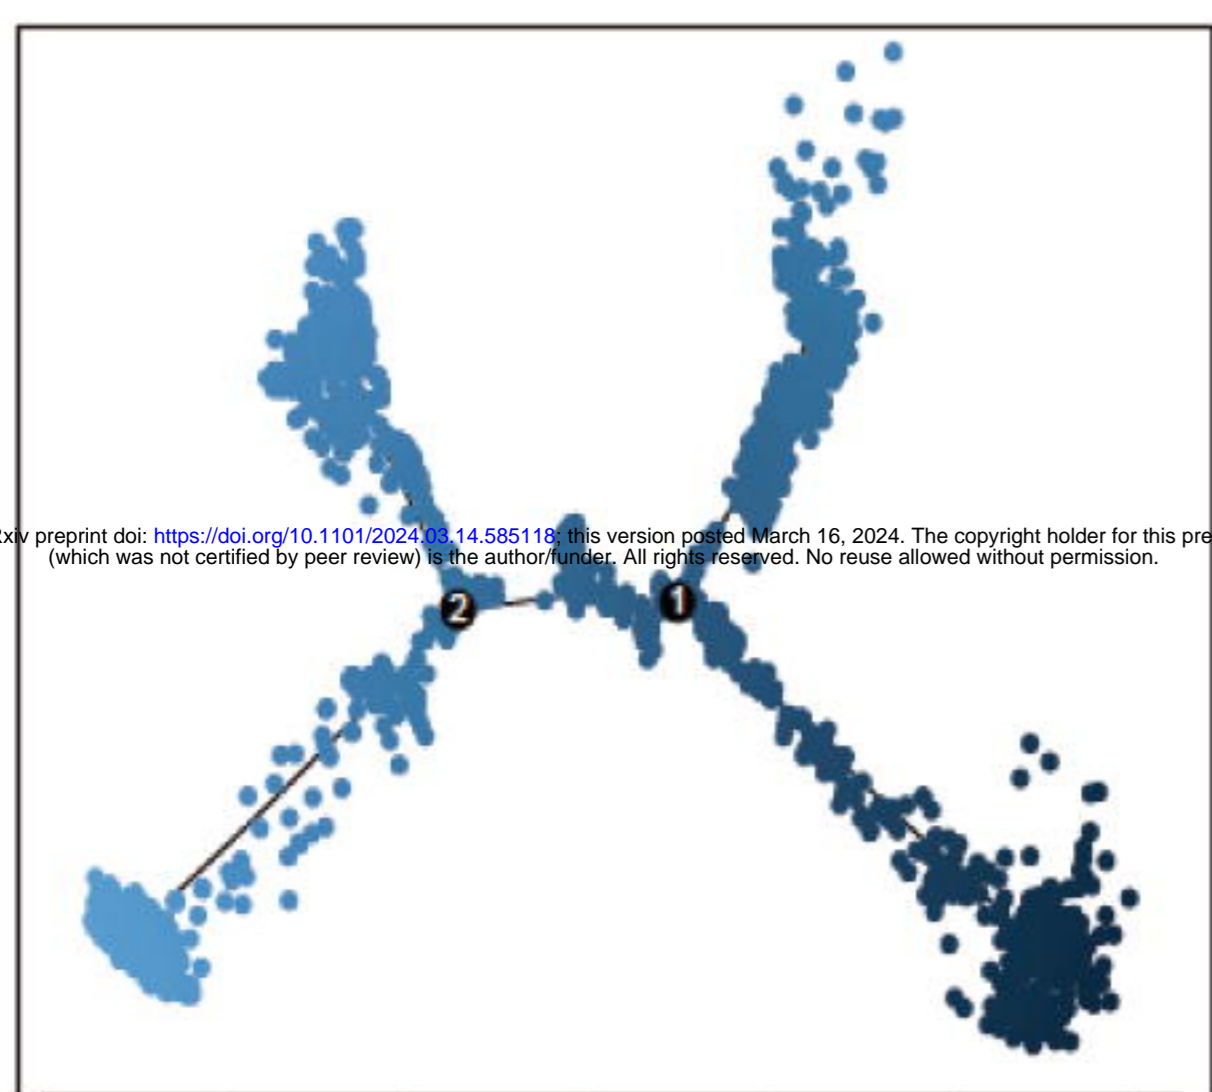 xiv preprint doi: https://doi.org/10.1101/2024.03.14.585118; this version posted March 16, 2024. The copyright holder for this pre
(which was not certified by peer review) is the author/funder. All rights reserved. No reuse allowed without permission.
2
1